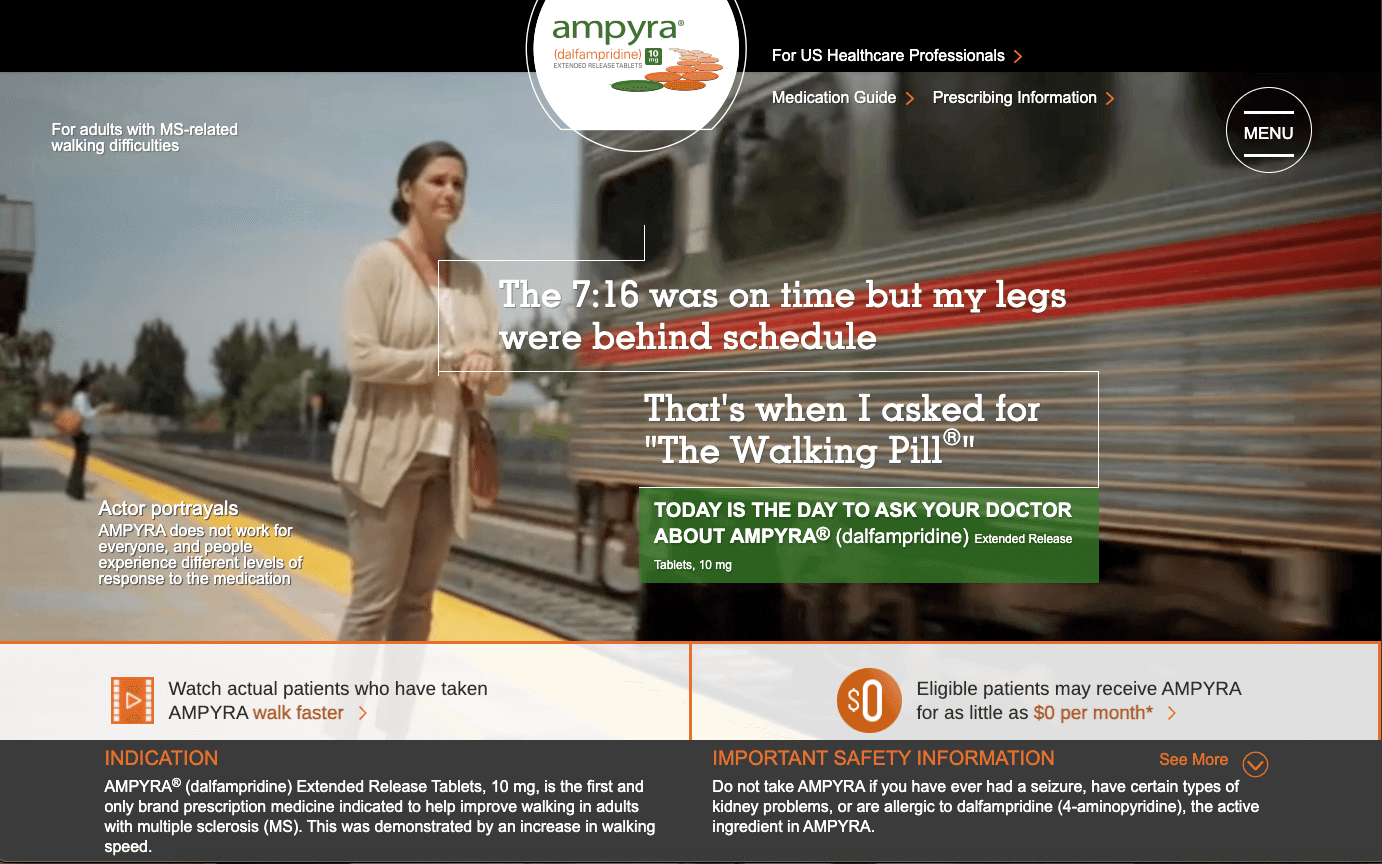 ampyra®
(dalfampridine) 10 mg
EXTENDED RELEASE TABLETS
For US Healthcare Professionals
Medication Guide
Prescribing Information
MENU
For adults with MS-related
walking difficulties
The 7:16 was on time but my legs
were behind schedule
That's when I asked for
"The Walking Pill®"
TODAY IS THE DAY TO ASK YOUR DOCTOR
ABOUT AMPYRA® (dalfampridine) Extended Release
Tablets, 10 mg
Actor portrayals
AMPYRA does not work for
everyone, and people
experience different levels of
response to the medication
Watch actual patients who have taken
AMPYRA walk faster
$0
Eligible patients may receive AMPYRA
for as little as $0 per month*
INDICATION
AMPYRA® (dalfampridine) Extended Release Tablets, 10 mg, is the first and
only brand prescription medicine indicated to help improve walking in adults
with multiple sclerosis (MS). This was demonstrated by an increase in walking
speed.
IMPORTANT SAFETY INFORMATION
See More
Do not take AMPYRA if you have ever had a seizure, have certain types of
kidney problems, or are allergic to dalfampridine (4-aminopyridine), the active
ingredient in AMPYRA.